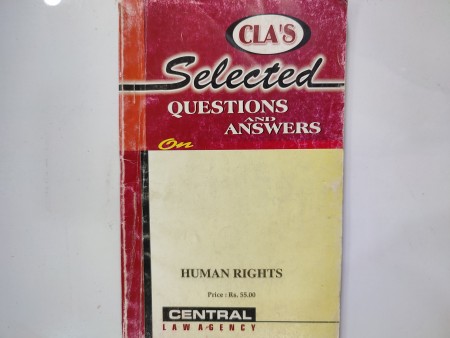 CLA'S
Selected
QUESTIONS
AND
ANSWERS
On
HUMAN RIGHTS
Price : Rs. 55.00
CENTRAL
LAW AGENCY